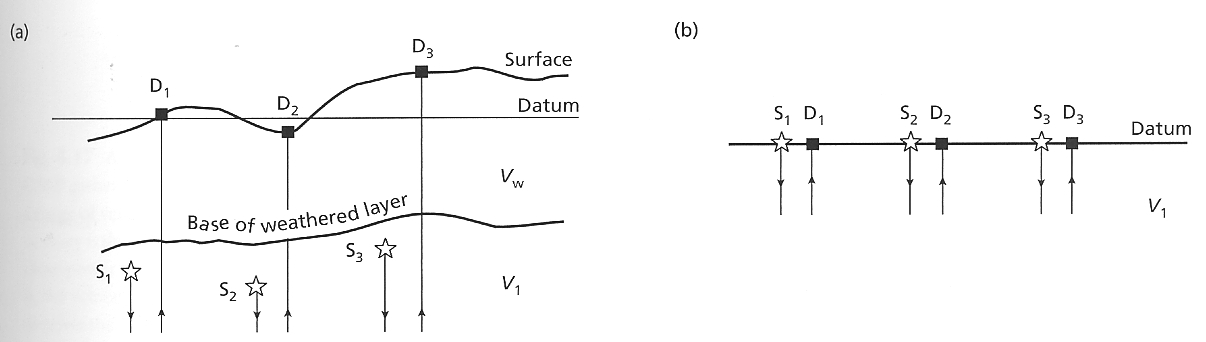 (a)
D₃
Surface
D₁
D₂
Datum
V_w
Base of weathered layer
S₁
S₂
S₃
V₁
(b)
S₁ D₁ S₂ D₂ S₃ D₃
Datum
V₁